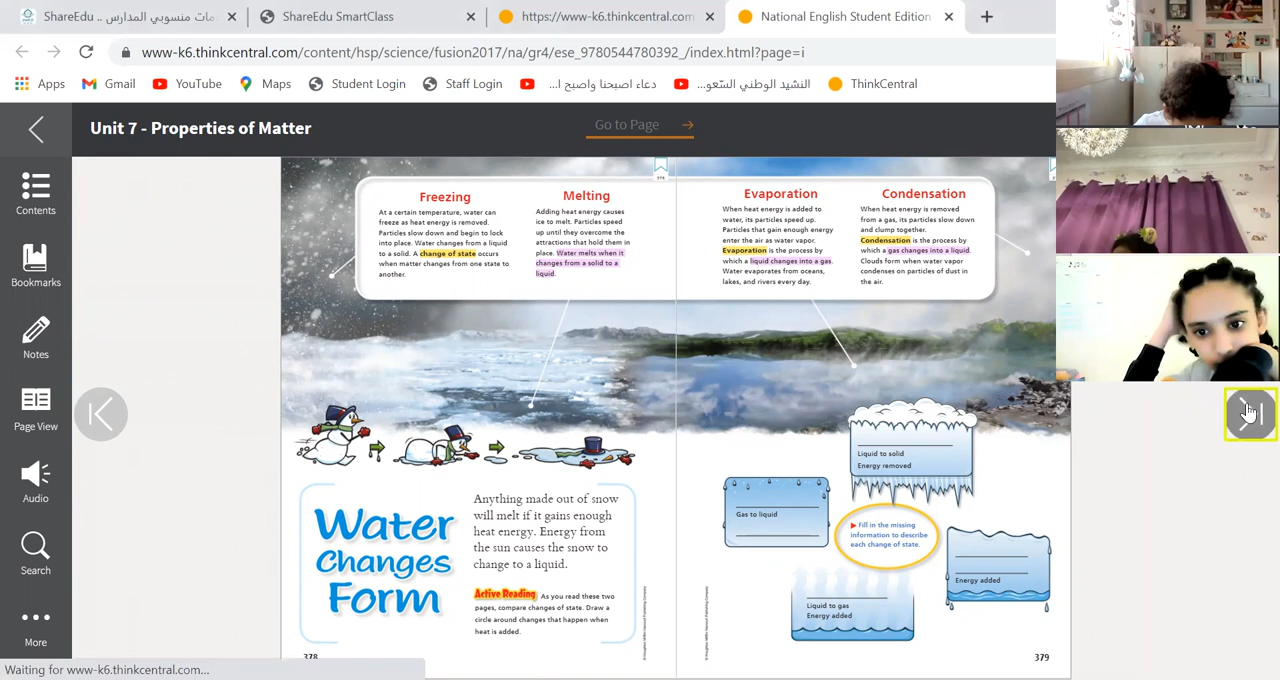 مات منسوبي المدارس .. ShareEdu
ShareEdu SmartClass
https://www-k6.thinkcentral.com
National English Student Edition
www-k6.thinkcentral.com/content/hsp/science/fusion2017/na/gr4/ese_9780544780392_/index.html?page=i
Apps
Gmail
YouTube
Maps
Student Login
Staff Login
دعاء اصبحنا واصبح ا...
النشيد الوطني السّعو...
ThinkCentral
Unit 7 - Properties of Matter
Go to Page
Contents
Bookmarks
Notes
Page View
Audio
Search
More
Freezing
At a certain temperature, water can
freeze as heat energy is removed.
Particles slow down and begin to lock
into place. Water changes from a liquid
to a solid. A change of state occurs
when matter changes from one state to
another.
Melting
Adding heat energy causes
ice to melt. Particles speed
up until they overcome the
attractions that hold them in
place. Water melts when it
changes from a solid to a
liquid.
Evaporation
When heat energy is added to
water, its particles speed up.
Particles that gain enough energy
enter the air as water vapor.
Evaporation is the process by
which a liquid changes into a gas.
Water evaporates from oceans,
lakes, and rivers every day.
Condensation
When heat energy is removed
from a gas, its particles slow down
and clump together.
Condensation is the process by
which a gas changes into a liquid.
Clouds form when water vapor
condenses on particles of dust in
the air.
Water
Changes
Form
Anything made out of snow
will melt if it gains enough
heat energy. Energy from
the sun causes the snow to
change to a liquid.
Active Reading As you read these two
pages, compare changes of state. Draw a
circle around changes that happen when
heat is added.
378
Liquid to solid
Energy removed
Gas to liquid
▶ Fill in the missing
information to describe
each change of state.
Energy added
Liquid to gas
Energy added
379
Waiting for www-k6.thinkcentral.com...